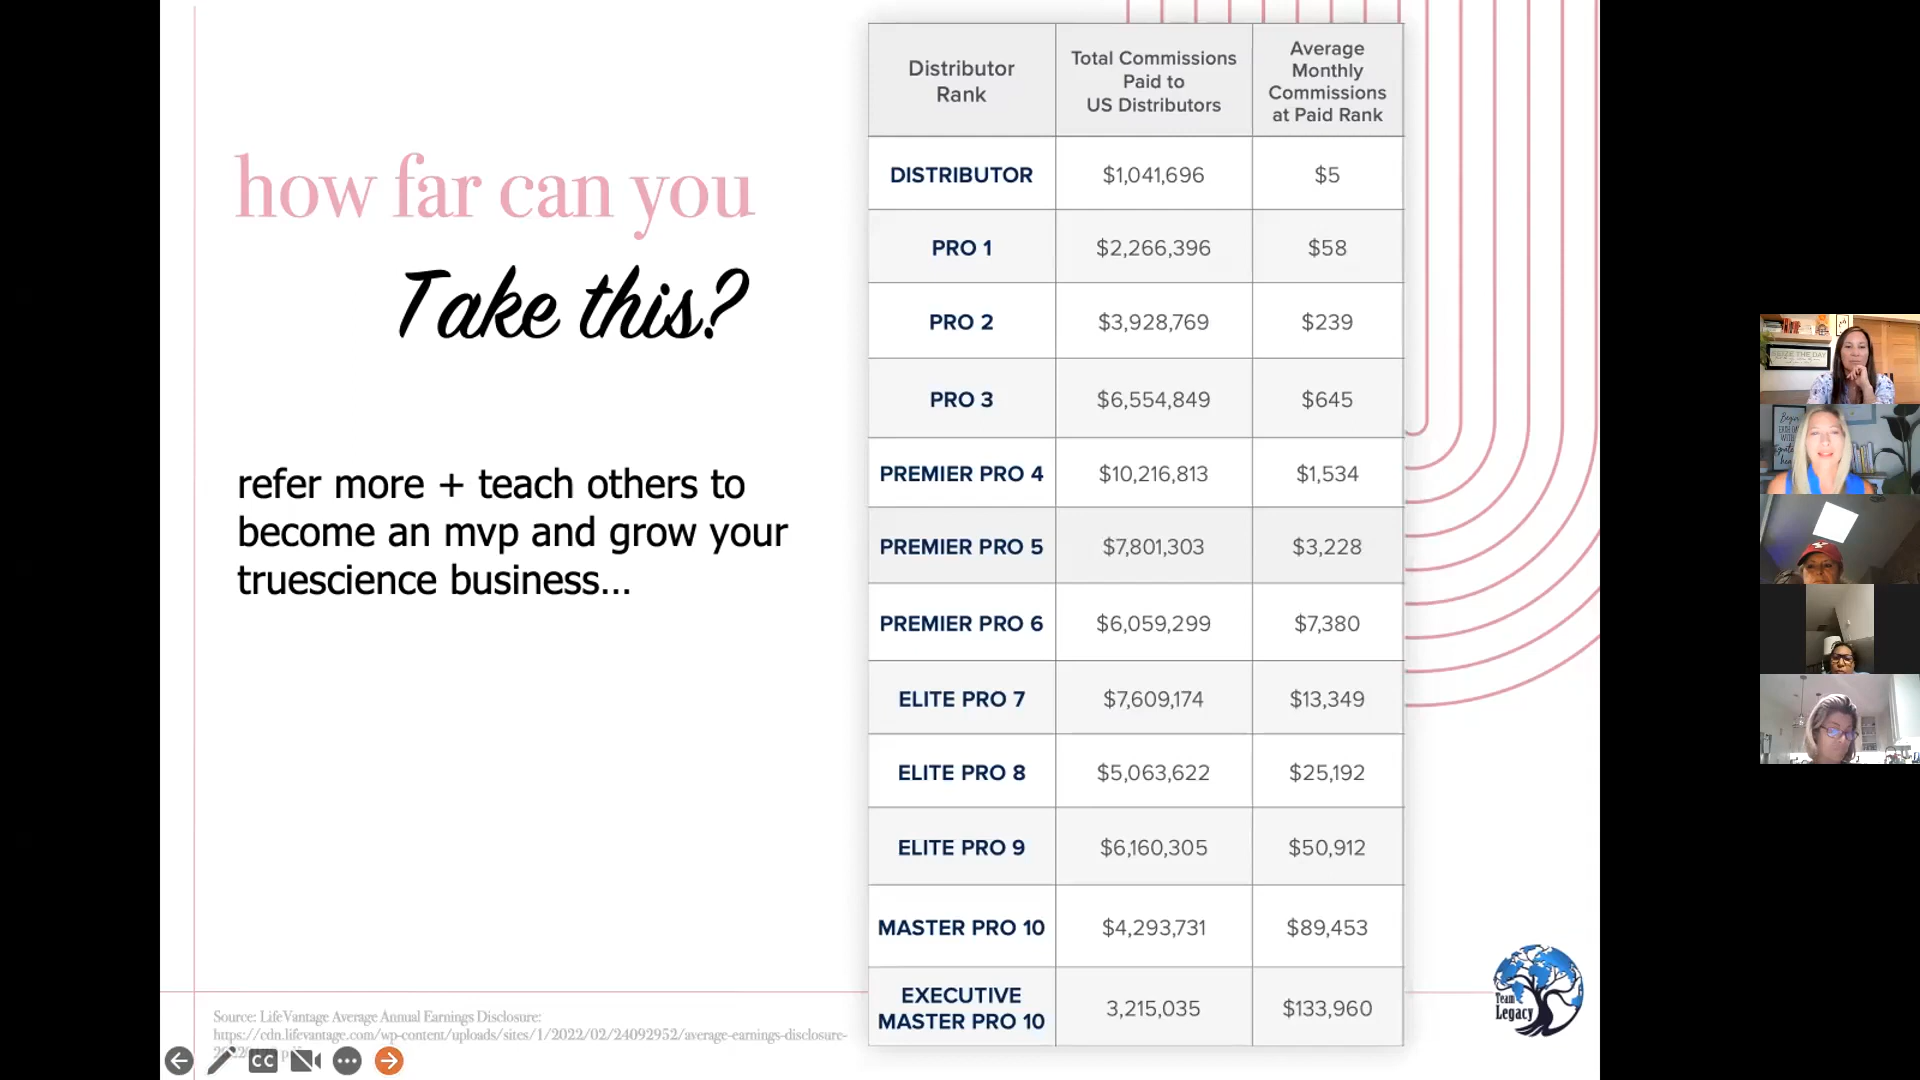 how far can you
Take this?
refer more + teach others to
become an mvp and grow your
truescience business...
Distributor
Rank
Total Commissions
Paid to
US Distributors
Average
Monthly
Commissions
at Paid Rank
DISTRIBUTOR $1,041,696 $5
PRO 1 $2,266,396 $58
PRO 2 $3,928,769 $239
PRO 3 $6,554,849 $645
PREMIER PRO 4 $10,216,813 $1,534
PREMIER PRO 5 $7,801,303 $3,228
PREMIER PRO 6 $6,059,299 $7,380
ELITE PRO 7 $7,609,174 $13,349
ELITE PRO 8 $5,063,622 $25,192
ELITE PRO 9 $6,160,305 $50,912
MASTER PRO 10 $4,293,731 $89,453
EXECUTIVE
MASTER PRO 10 3,215,035 $133,960
Source: LifeVantage Average Annual Earnings Disclosure:
https://cdn.lifevantage.com/wp-content/uploads/sites/1/2022/02/24092952/average-earnings-disclosure-
CC
Team
Legacy
SEIZE THE DAY